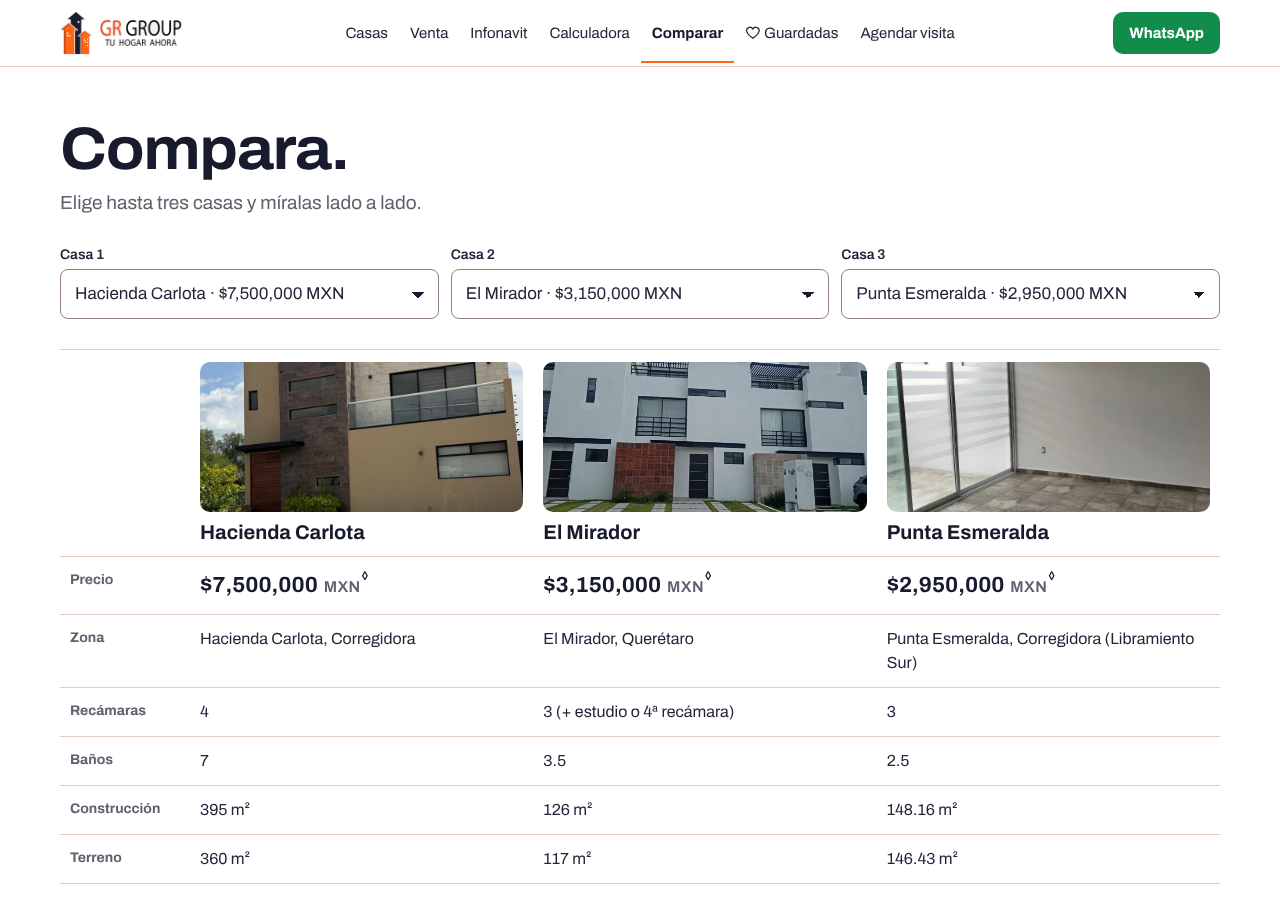 GR GROUP
TU HOGAR AHORA
Casas
Venta
Infonavit
Calculadora
Comparar
♡ Guardadas
Agendar visita
WhatsApp
Compara.
Elige hasta tres casas y míralas lado a lado.
Casa 1
Casa 2
Casa 3
Hacienda Carlota · $7,500,000 MXN
El Mirador · $3,150,000 MXN
Punta Esmeralda · $2,950,000 MXN
Hacienda Carlota
El Mirador
Punta Esmeralda
Precio
$7,500,000 MXN◊
$3,150,000 MXN◊
$2,950,000 MXN◊
Zona
Hacienda Carlota, Corregidora
El Mirador, Querétaro
Punta Esmeralda, Corregidora (Libramiento
Sur)
Recámaras
4
3 (+ estudio o 4ª recámara)
3
Baños
7
3.5
2.5
Construcción
395 m²
126 m²
148.16 m²
Terreno
360 m²
117 m²
146.43 m²